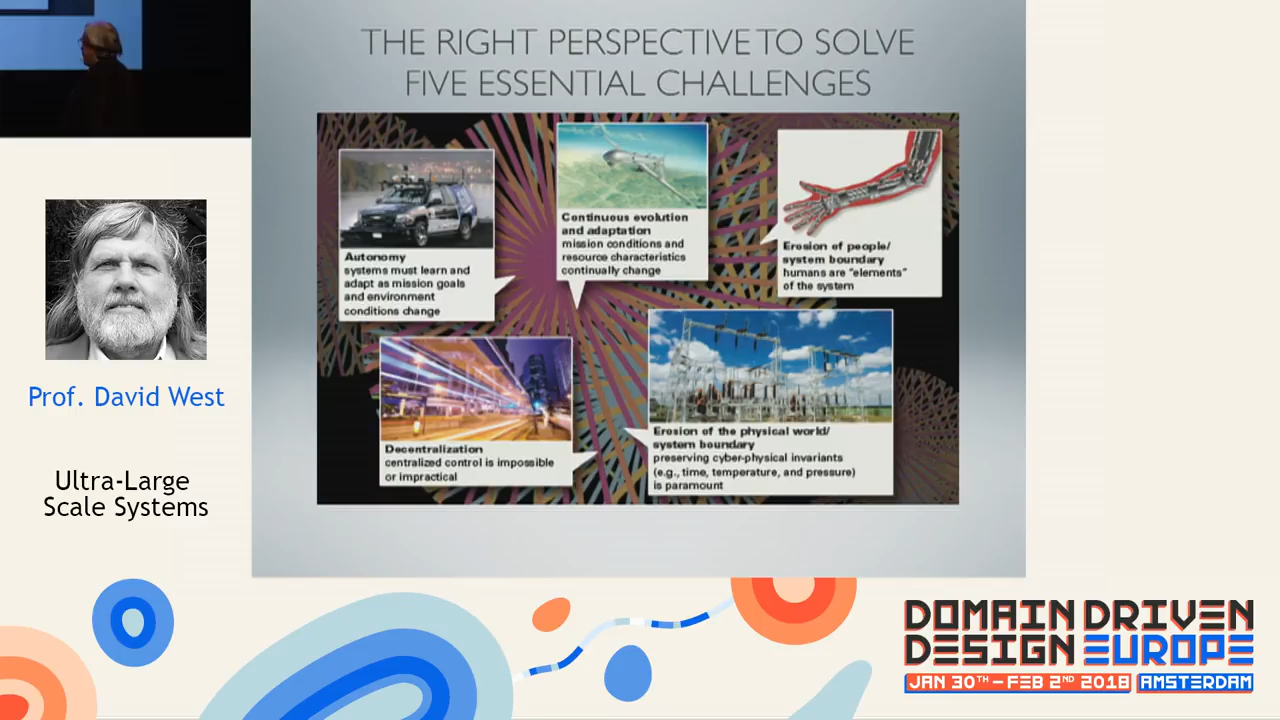 THE RIGHT PERSPECTIVE TO SOLVE
FIVE ESSENTIAL CHALLENGES
Autonomy
systems must learn and
adapt as mission goals
and environment
conditions change
Continuous evolution
and adaptation
mission conditions and
resource characteristics
continually change
Erosion of people/
system boundary
humans are "elements"
of the system
Decentralization
centralized control is impossible
or impractical
Erosion of the physical world/
system boundary
preserving cyber-physical invariants
(e.g., time, temperature, and pressure)
is paramount
Prof. David West
Ultra-Large
Scale Systems
DOMAIN DRIVEN
DESIGN EUROPE
JAN 30TH - FEB 2ND 2018 AMSTERDAM